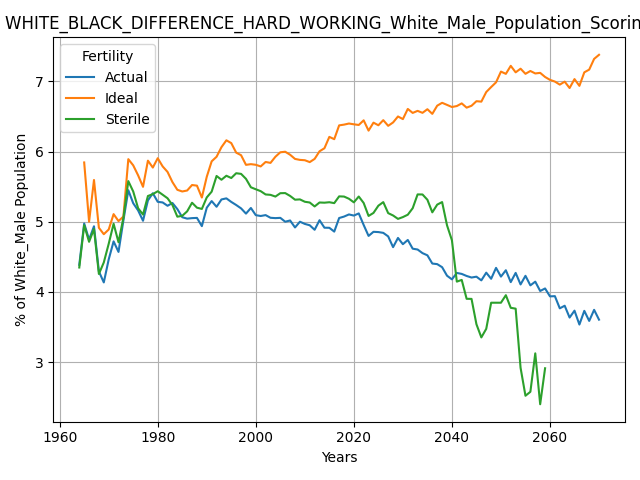 WHITE_BLACK_DIFFERENCE_HARD_WORKING_White_Male_Population_Scorin
Fertility
Actual
Ideal
Sterile
% of White_Male Population
7
6
5
4
3
1960
1980
2000
2020
2040
2060
Years